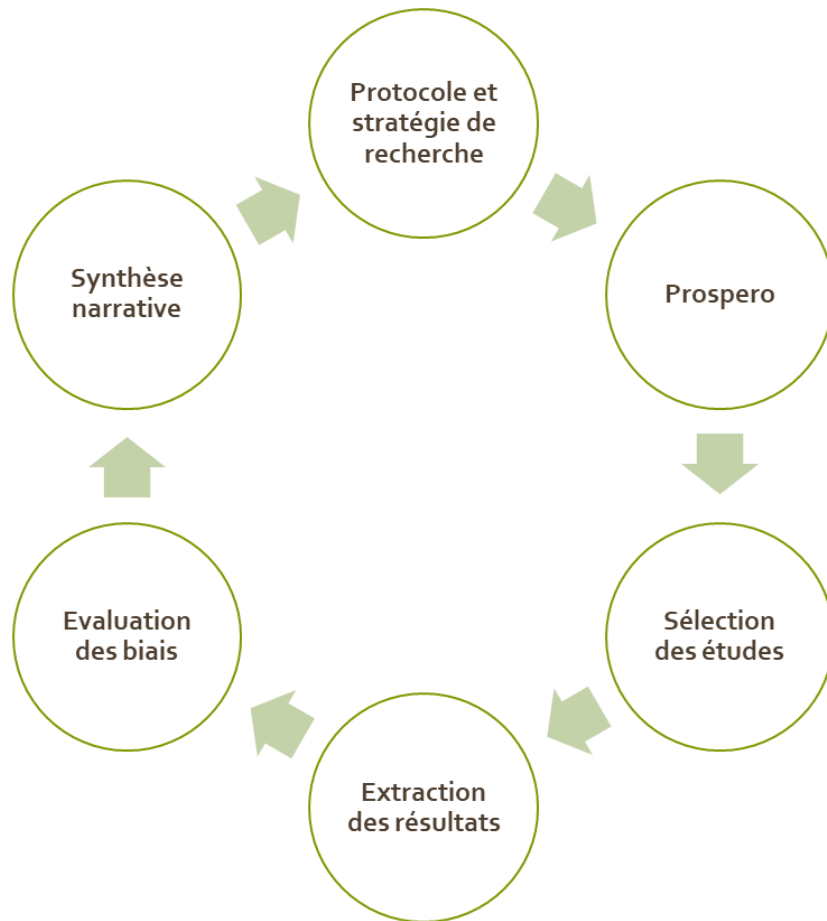 Protocole et
stratégie de
recherche
Prospero
Sélection
des études
Extraction
des résultats
Evaluation
des biais
Synthèse
narrative